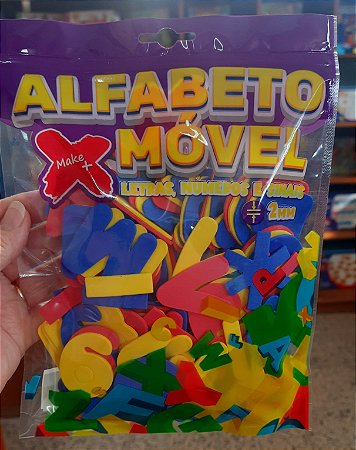 ALFABETO
MÓVEL
Make+
LETRAS, NÚMEROS E SINAIS
2MM